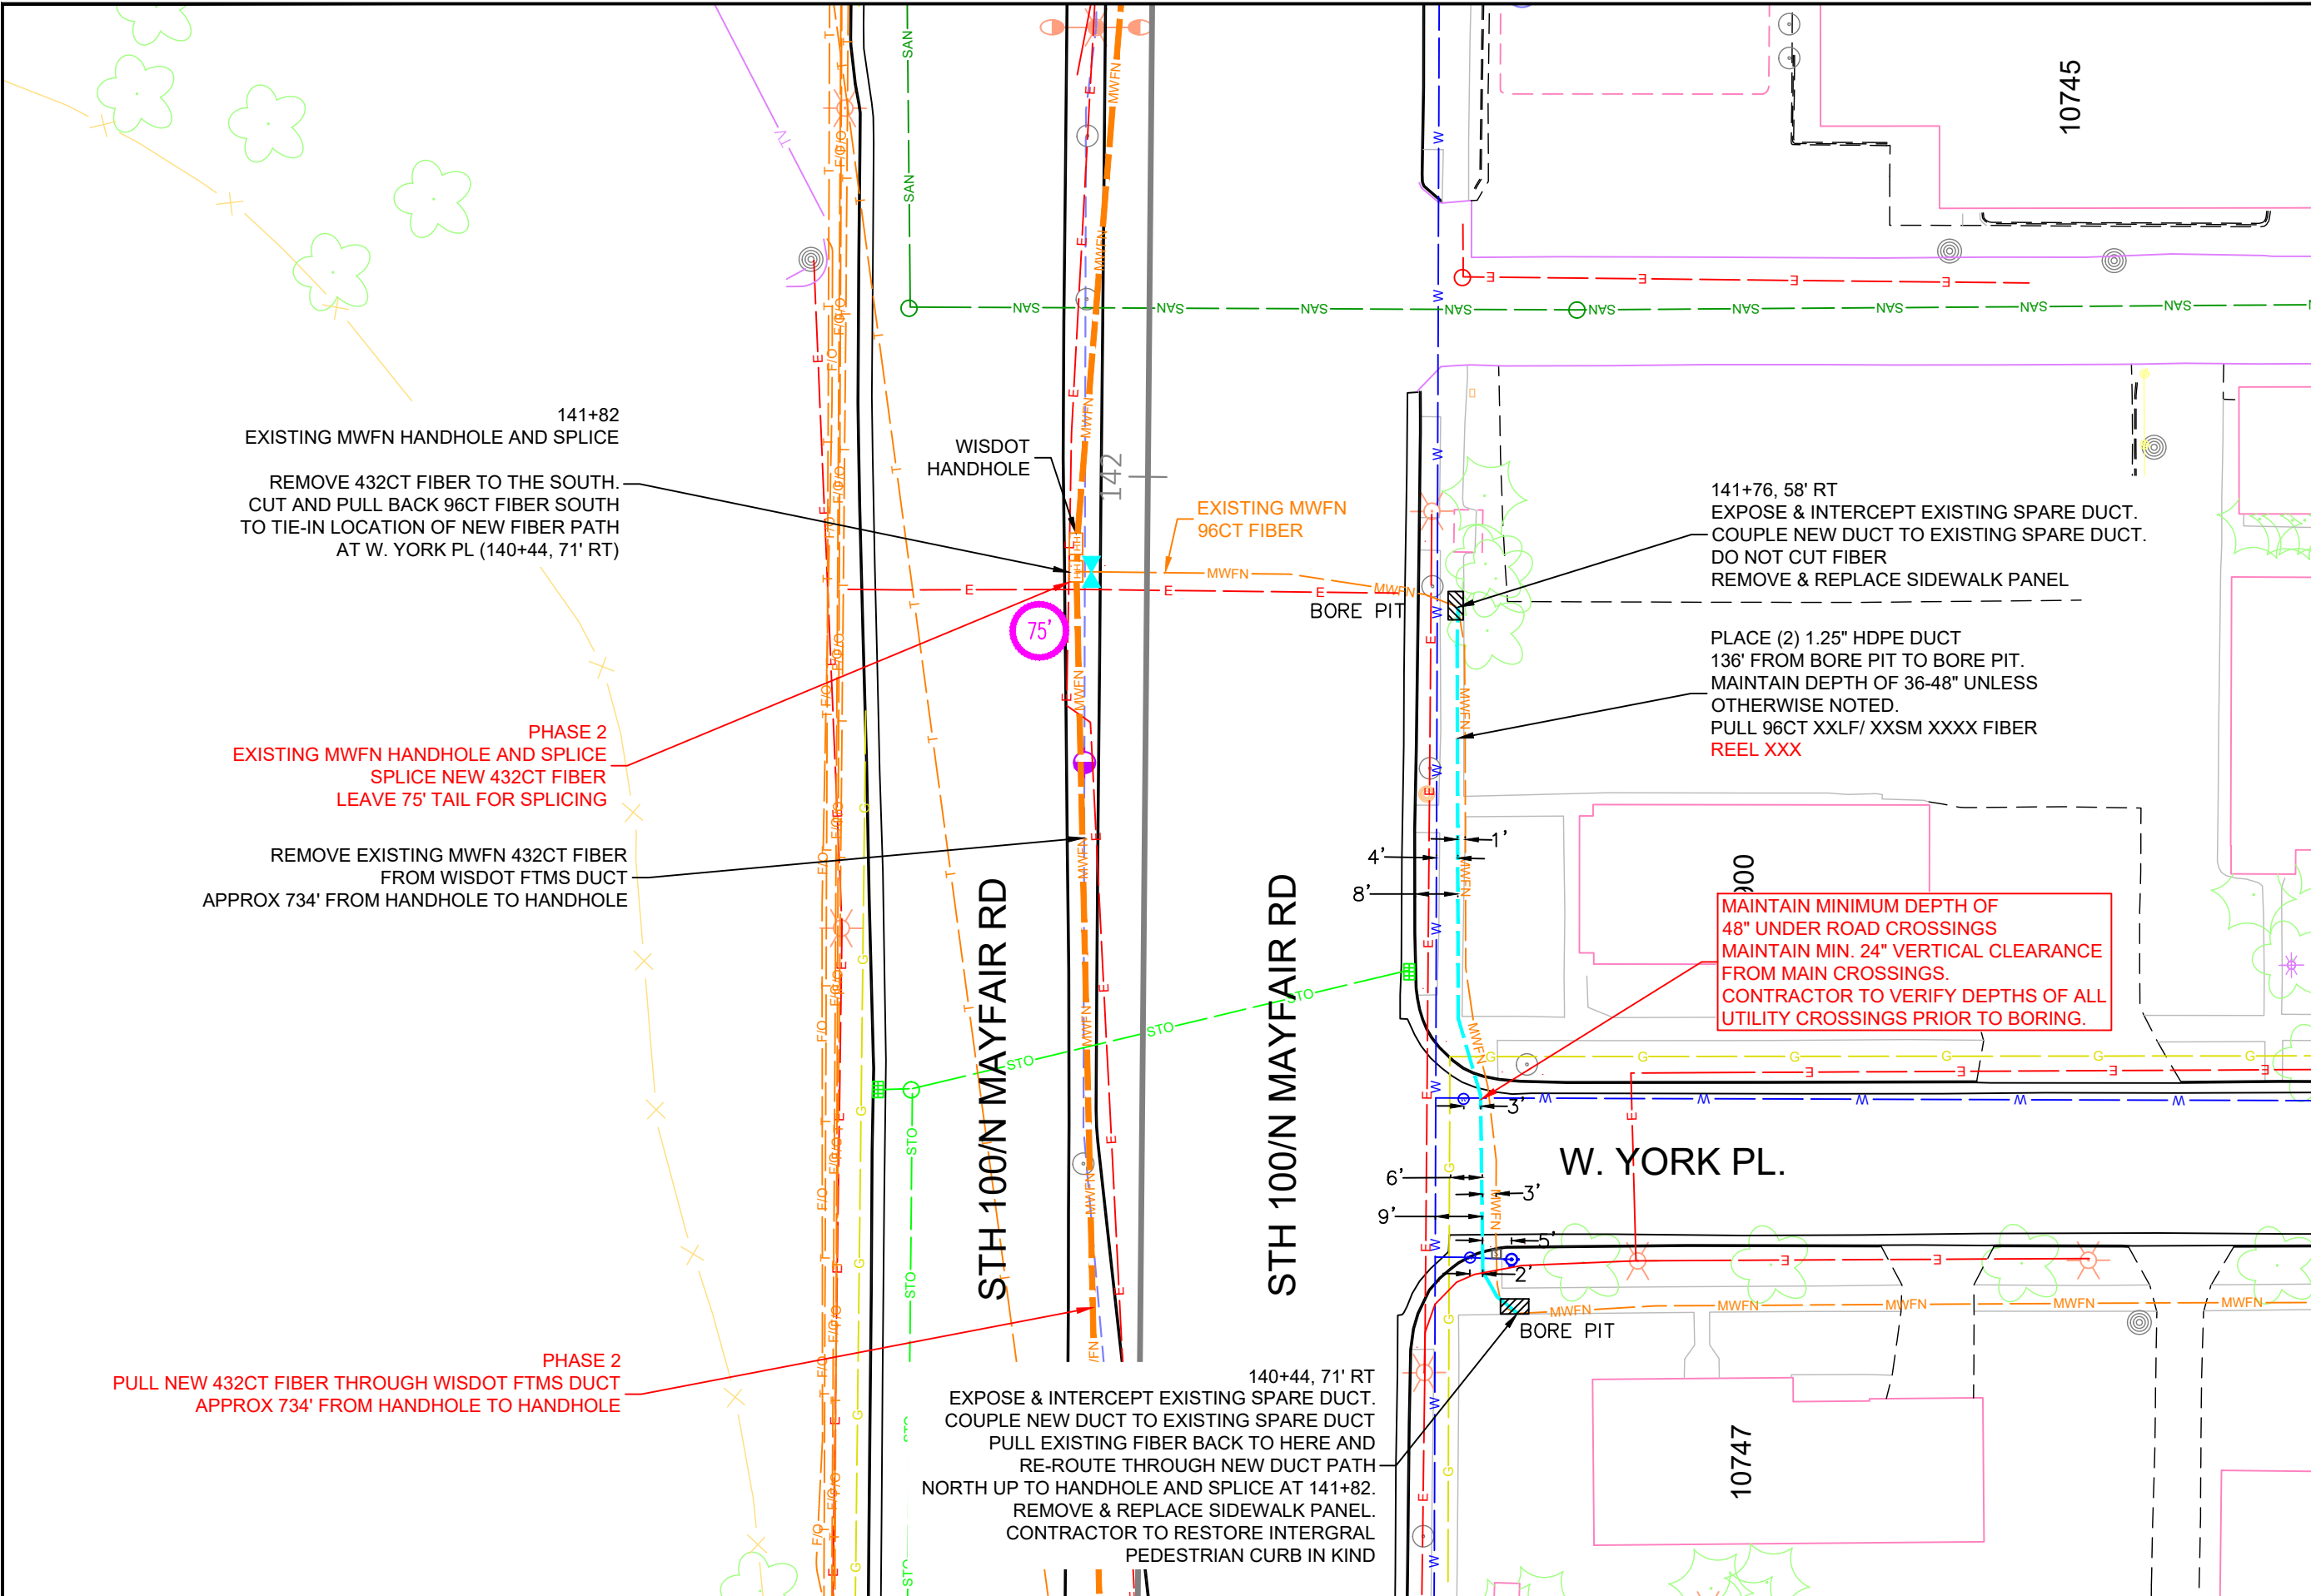 10745
141+82
EXISTING MWFN HANDHOLE AND SPLICE
REMOVE 432CT FIBER TO THE SOUTH.
CUT AND PULL BACK 96CT FIBER SOUTH
TO TIE-IN LOCATION OF NEW FIBER PATH
AT W. YORK PL (140+44, 71' RT)
WISDOT
HANDHOLE
142
EXISTING MWFN
96CT FIBER
MWFN
BORE PIT
75'
141+76, 58' RT
EXPOSE & INTERCEPT EXISTING SPARE DUCT.
COUPLE NEW DUCT TO EXISTING SPARE DUCT.
DO NOT CUT FIBER
REMOVE & REPLACE SIDEWALK PANEL
PLACE (2) 1.25" HDPE DUCT
136' FROM BORE PIT TO BORE PIT.
MAINTAIN DEPTH OF 36-48" UNLESS
OTHERWISE NOTED.
PULL 96CT XXLF/ XXSM XXXX FIBER
REEL XXX
PHASE 2
EXISTING MWFN HANDHOLE AND SPLICE
SPLICE NEW 432CT FIBER
LEAVE 75' TAIL FOR SPLICING
REMOVE EXISTING MWFN 432CT FIBER
FROM WISDOT FTMS DUCT
APPROX 734' FROM HANDHOLE TO HANDHOLE
1'
4'
8'
900
MAINTAIN MINIMUM DEPTH OF
48" UNDER ROAD CROSSINGS
MAINTAIN MIN. 24" VERTICAL CLEARANCE
FROM MAIN CROSSINGS.
CONTRACTOR TO VERIFY DEPTHS OF ALL
UTILITY CROSSINGS PRIOR TO BORING.
STH 100/N MAYFAIR RD
STH 100/N MAYFAIR RD
3'
W. YORK PL.
6'
3'
9'
5'
2'
BORE PIT
PHASE 2
PULL NEW 432CT FIBER THROUGH WISDOT FTMS DUCT
APPROX 734' FROM HANDHOLE TO HANDHOLE
140+44, 71' RT
EXPOSE & INTERCEPT EXISTING SPARE DUCT.
COUPLE NEW DUCT TO EXISTING SPARE DUCT
PULL EXISTING FIBER BACK TO HERE AND
RE-ROUTE THROUGH NEW DUCT PATH
NORTH UP TO HANDHOLE AND SPLICE AT 141+82.
REMOVE & REPLACE SIDEWALK PANEL.
CONTRACTOR TO RESTORE INTERGRAL
PEDESTRIAN CURB IN KIND
10747